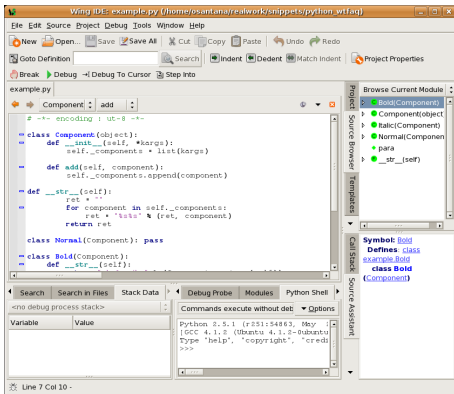 Wing IDE: example.py (/home/osantana/realwork/snippets/python_wtfaq)
File Edit Source Project Debug Tools Window Help
New Open... Save Save All Cut Copy Paste Undo Redo
Goto Definition Search Indent Dedent Match Indent Project Properties
Break Debug Debug To Cursor Step Into
example.py
Component add
# -*- encoding : ut-8 -*-
class Component(object):
def __init__(self, *kargs):
self._components = list(kargs)
def add(self, component):
self._components.append(component)
def __str__(self):
ret = ""
for component in self._components:
ret = "%s%s" % (ret, component)
return ret
class Normal(Component): pass
class Bold(Component):
def __str__(self):
Project
Source Browser
Templates
Browse Current Module
Bold(Component)
Component(object
Italic(Component)
Normal(Componen
para
__str__(self)
Call Stack
Source Assistant
Symbol: Bold
Defines: class
example.Bold
class Bold
(Component)
Search Search in Files Stack Data
<no debug process stack>
Variable Value
Debug Probe Modules Python Shell
Commands execute without deb Options
Python 2.5.1 (r251:54863, May
[GCC 4.1.2 (Ubuntu 4.1.2-0ubuntu
Type "help", "copyright", "credi
>>>
Line 7 Col 10 -